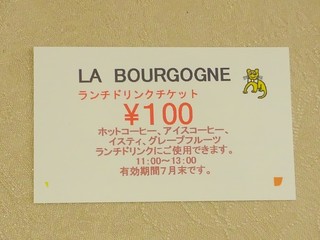 LA BOURGOGNE
ランチドリンクチケット
¥100
ホットコーヒー、アイスコーヒー、
イスティ、グレープフルーツ
ランチドリンクにご使用できます。
11:00~13:00
有効期間7月末です。